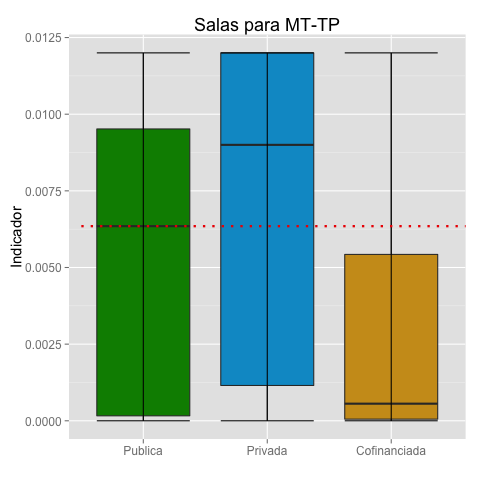 Salas para MT-TP
Indicador
0.0125
0.0100
0.0075
0.0050
0.0025
0.0000
Publica
Privada
Cofinanciada